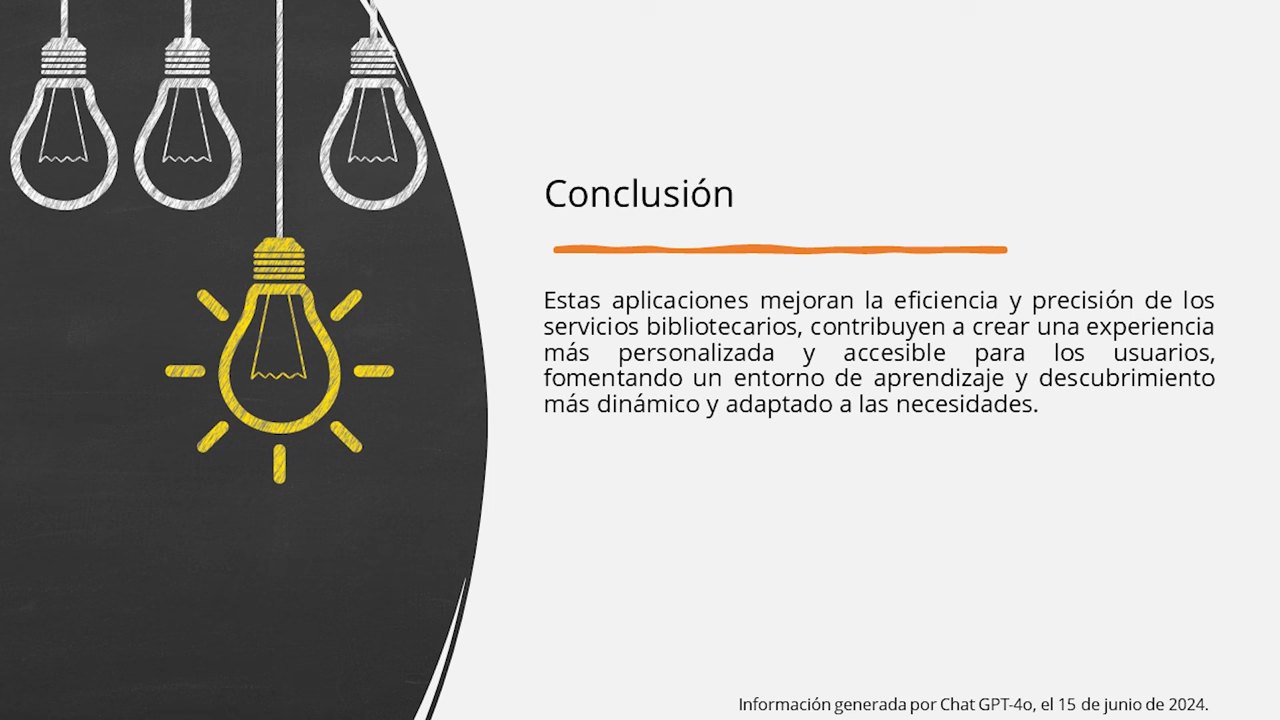 Conclusión
Estas aplicaciones mejoran la eficiencia y precisión de los
servicios bibliotecarios, contribuyen a crear una experiencia
más personalizada y accesible para los usuarios,
fomentando un entorno de aprendizaje y descubrimiento
más dinámico y adaptado a las necesidades.
Información generada por Chat GPT-4o, el 15 de junio de 2024.